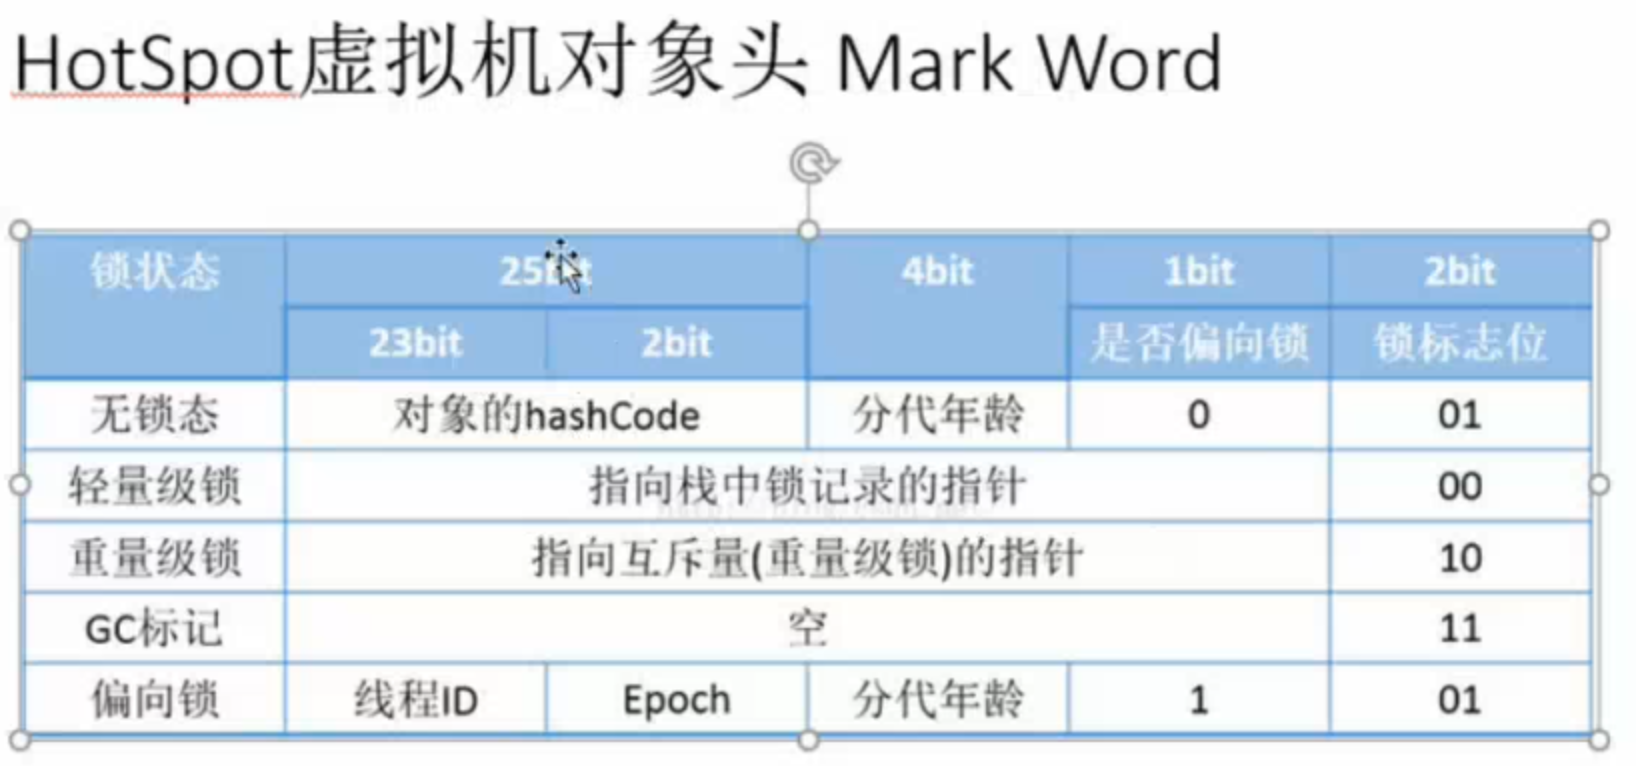 HotSpot虚拟机对象头 Mark Word
锁状态 25bit 4bit 1bit 2bit
23bit 2bit 是否偏向锁 锁标志位
无锁态 对象的hashCode 分代年龄 0 01
轻量级锁 指向栈中锁记录的指针 00
重量级锁 指向互斥量(重量级锁)的指针 10
GC标记 空 11
偏向锁 线程ID Epoch 分代年龄 1 01